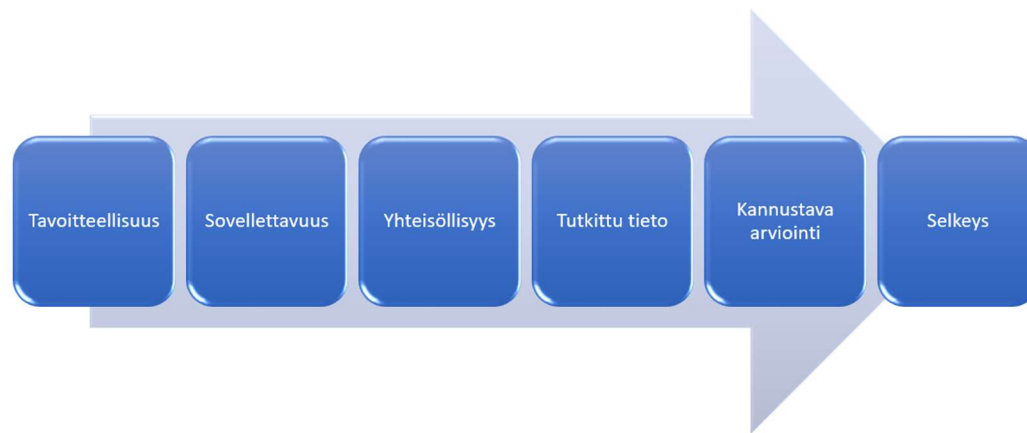 Tavoitteellisuus
Sovellettavuus
Yhteisöllisyys
Tutkittu tieto
Kannustava
arviointi
Selkeys